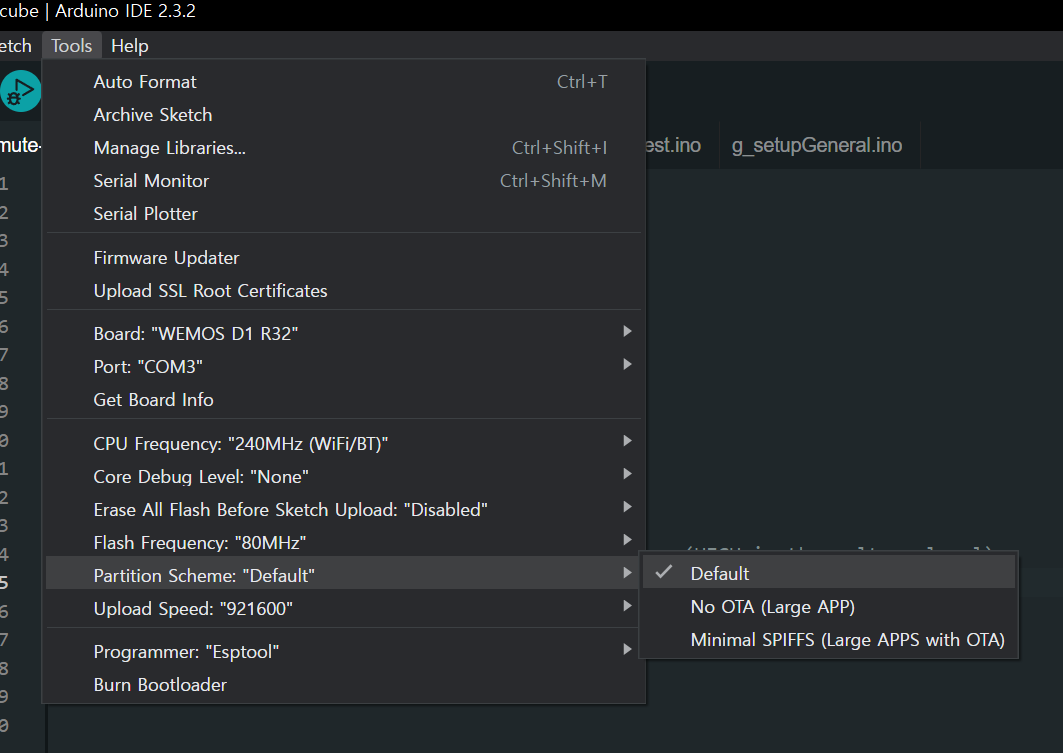 cube | Arduino IDE 2.3.2
etch Tools Help
Auto Format Ctrl+T
Archive Sketch
Manage Libraries... Ctrl+Shift+I
Serial Monitor Ctrl+Shift+M
Serial Plotter
Firmware Updater
Upload SSL Root Certificates
Board: "WEMOS D1 R32"
Port: "COM3"
Get Board Info
CPU Frequency: "240MHz (WiFi/BT)"
Core Debug Level: "None"
Erase All Flash Before Sketch Upload: "Disabled"
Flash Frequency: "80MHz"
Partition Scheme: "Default"
Upload Speed: "921600"
Programmer: "Esptool"
Burn Bootloader
Default
No OTA (Large APP)
Minimal SPIFFS (Large APPS with OTA)
mute-
est.ino g_setupGeneral.ino
1
2
3
4
5
6
7
8
9
0
1
2
3
4
5
6
7
8
9
0